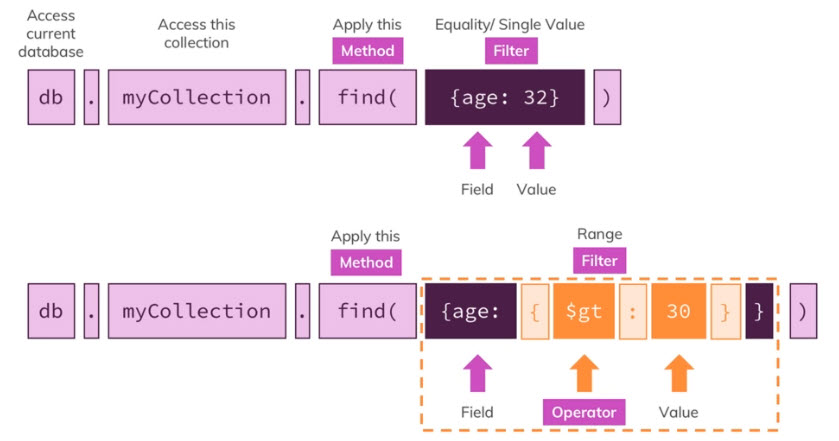 Access
current
database
Access this
collection
Apply this
Method
Equality/ Single Value
Filter
db . myCollection . find( {age: 32} )
Field Value
Apply this
Method
Range
Filter
db . myCollection . find( {age: { $gt : 30 } } )
Field Operator Value